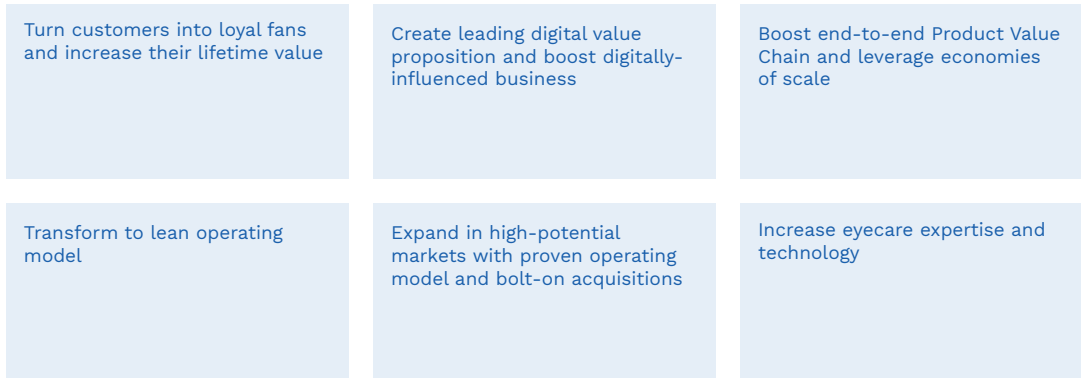 Turn customers into loyal fans
and increase their lifetime value
Create leading digital value
proposition and boost digitally-
influenced business
Boost end-to-end Product Value
Chain and leverage economies
of scale
Transform to lean operating
model
Expand in high-potential
markets with proven operating
model and bolt-on acquisitions
Increase eyecare expertise and
technology